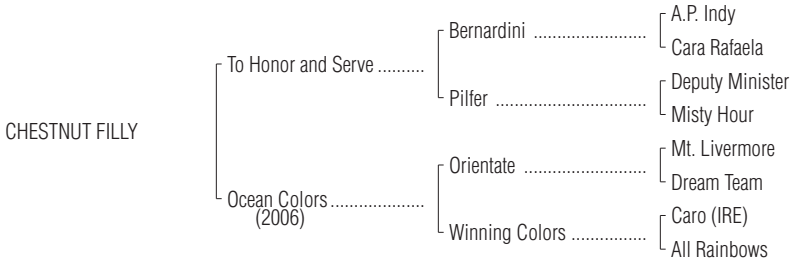 A.P. Indy
Bernardini ........................
Cara Rafaela
To Honor and Serve ..........
Deputy Minister
Pilfer ................................
Misty Hour
CHESTNUT FILLY
Mt. Livermore
Orientate ..........................
Dream Team
Ocean Colors ....................
(2006)
Caro (IRE)
Winning Colors ................
All Rainbows